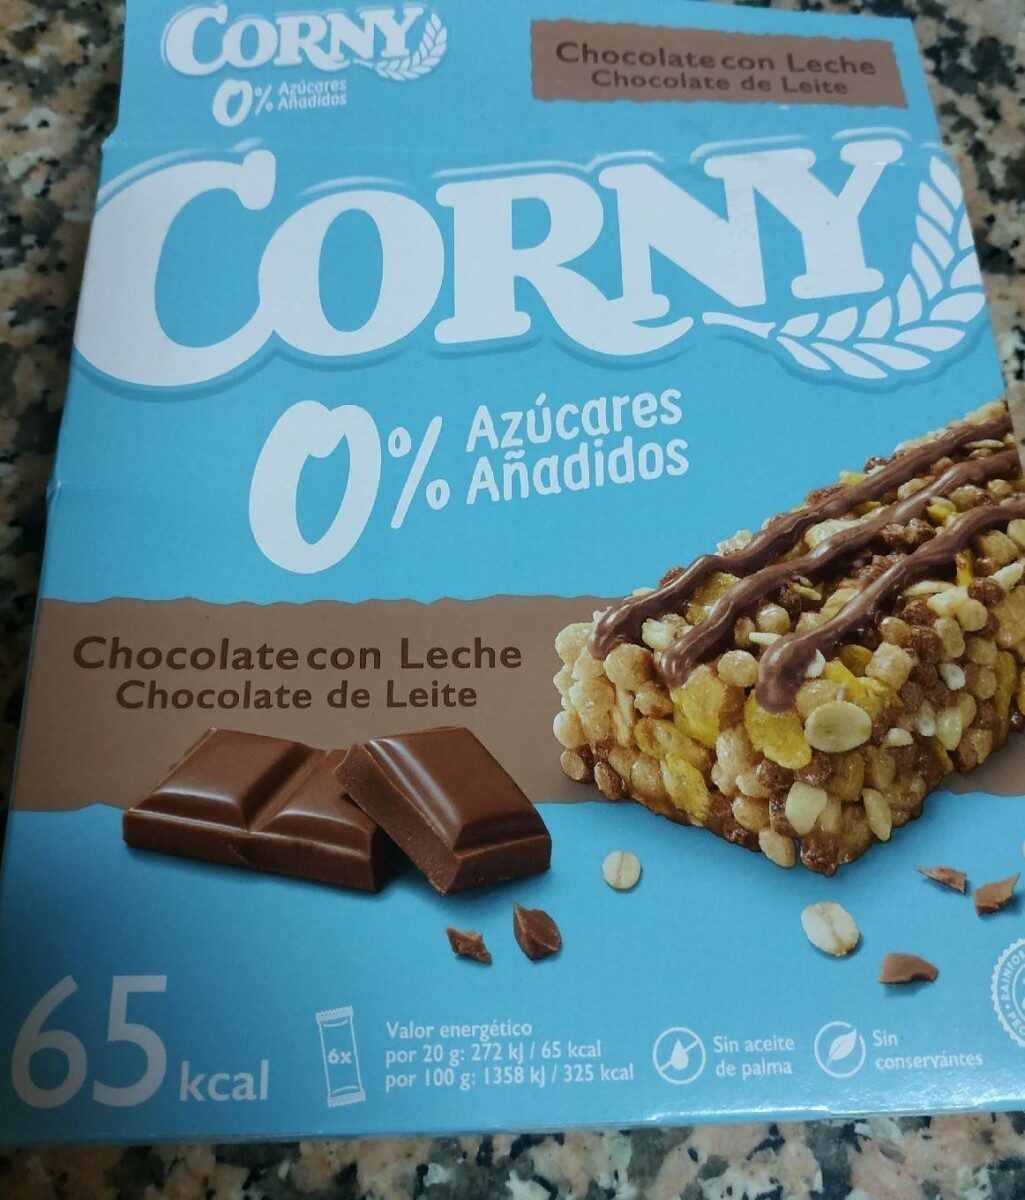 CORNY
0% Azúcares
Añadidos
Chocolate con Leche
Chocolate de Leite
CORNY
0% Azúcares
Añadidos
Chocolate con Leche
Chocolate de Leite
65 kcal
6x
Valor energético
por 20 g: 272 kJ / 65 kcal
por 100 g: 1358 kJ / 325 kcal
Sin aceite
de palma
Sin
conservantes